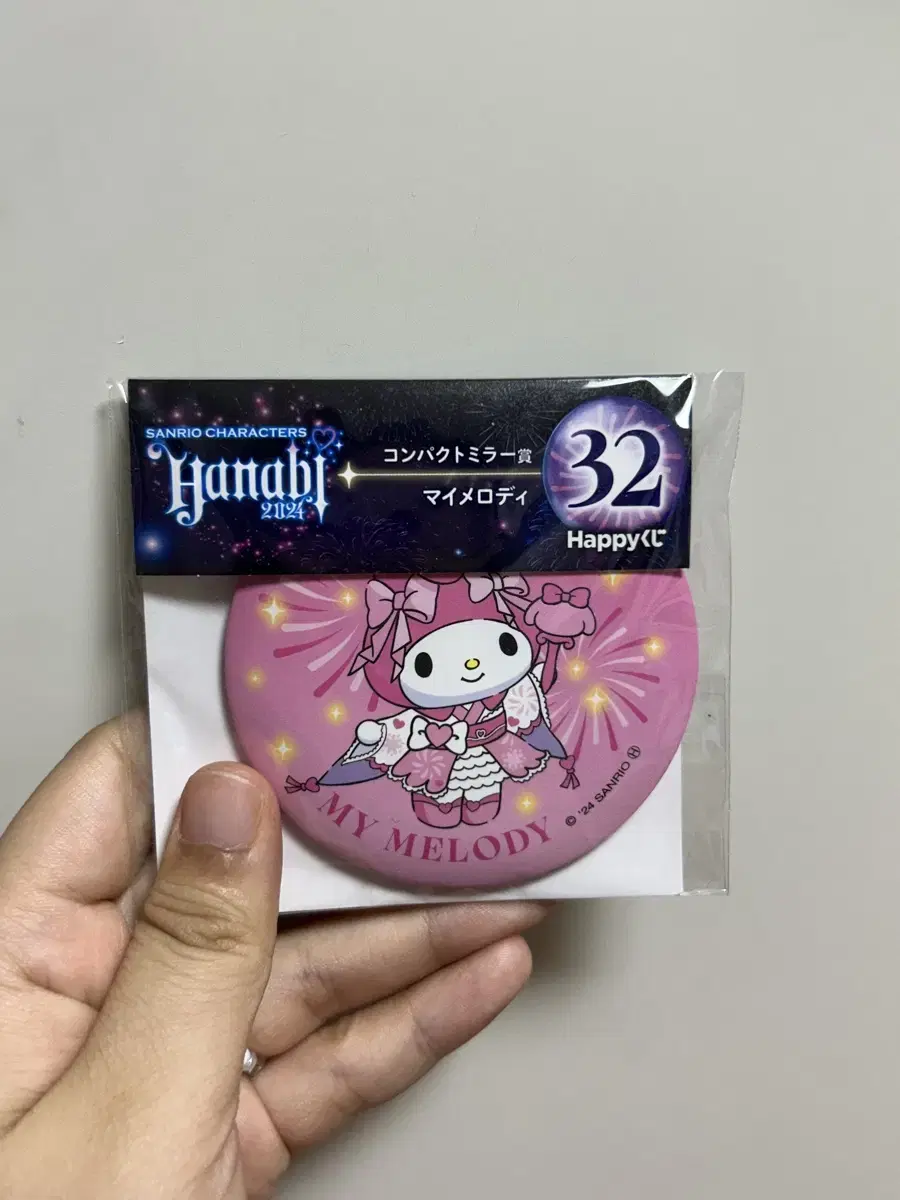 SANRIO CHARACTERS
Hanabi
2024
コンパクトミラー賞
マイメロディ
32
Happyくじ
MY MELODY
© '24 SANRIO Ⓗ